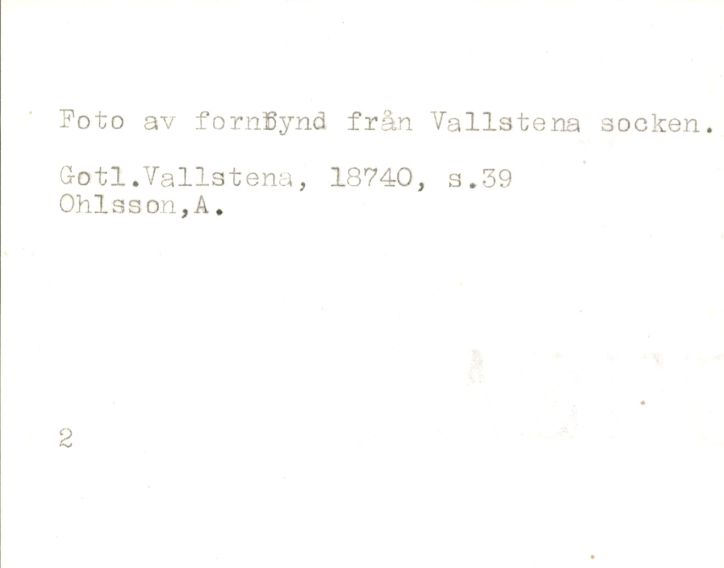 Foto av fornfynd från Vallstena socken.
Gotl.Vallstena, 18740, s.39
Ohlsson,A.
2